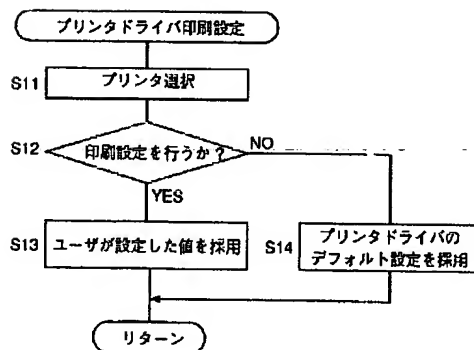 プリンタドライバ印刷設定
S11
プリンタ選択
S12
印刷設定を行うか?
NO
YES
S13
ユーザが設定した値を採用
S14
プリンタドライバの
デフォルト設定を採用
リターン